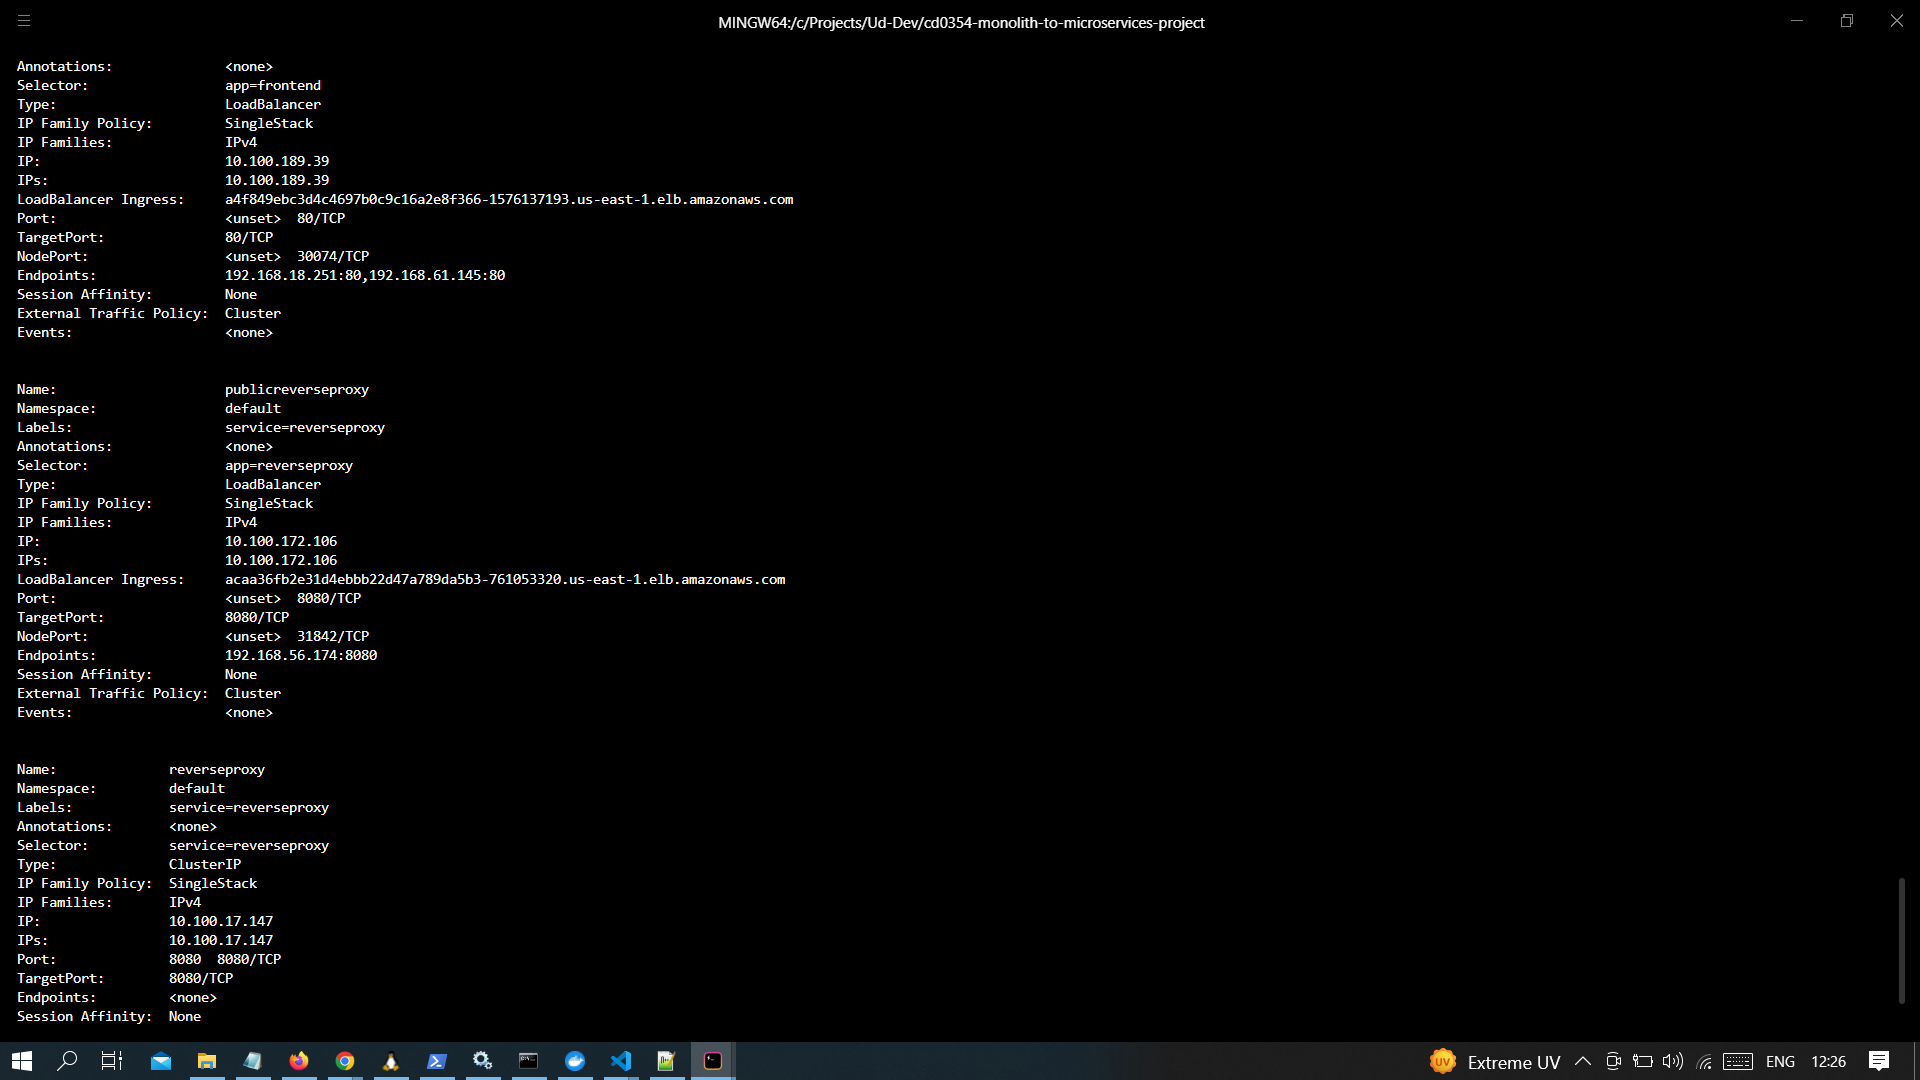 MINGW64:/c/Projects/Ud-Dev/cd0354-monolith-to-microservices-project
Annotations: <none>
Selector: app=frontend
Type: LoadBalancer
IP Family Policy: SingleStack
IP Families: IPv4
IP: 10.100.189.39
IPs: 10.100.189.39
LoadBalancer Ingress: a4f849ebc3d4c4697b0c9c16a2e8f366-1576137193.us-east-1.elb.amazonaws.com
Port: <unset> 80/TCP
TargetPort: 80/TCP
NodePort: <unset> 30074/TCP
Endpoints: 192.168.18.251:80,192.168.61.145:80
Session Affinity: None
External Traffic Policy: Cluster
Events: <none>
Name: publicreverseproxy
Namespace: default
Labels: service=reverseproxy
Annotations: <none>
Selector: app=reverseproxy
Type: LoadBalancer
IP Family Policy: SingleStack
IP Families: IPv4
IP: 10.100.172.106
IPs: 10.100.172.106
LoadBalancer Ingress: acaa36fb2e31d4ebbb22d47a789da5b3-761053320.us-east-1.elb.amazonaws.com
Port: <unset> 8080/TCP
TargetPort: 8080/TCP
NodePort: <unset> 31842/TCP
Endpoints: 192.168.56.174:8080
Session Affinity: None
External Traffic Policy: Cluster
Events: <none>
Name: reverseproxy
Namespace: default
Labels: service=reverseproxy
Annotations: <none>
Selector: service=reverseproxy
Type: ClusterIP
IP Family Policy: SingleStack
IP Families: IPv4
IP: 10.100.17.147
IPs: 10.100.17.147
Port: 8080 8080/TCP
TargetPort: 8080/TCP
Endpoints: <none>
Session Affinity: None
UV Extreme UV ENG 12:26